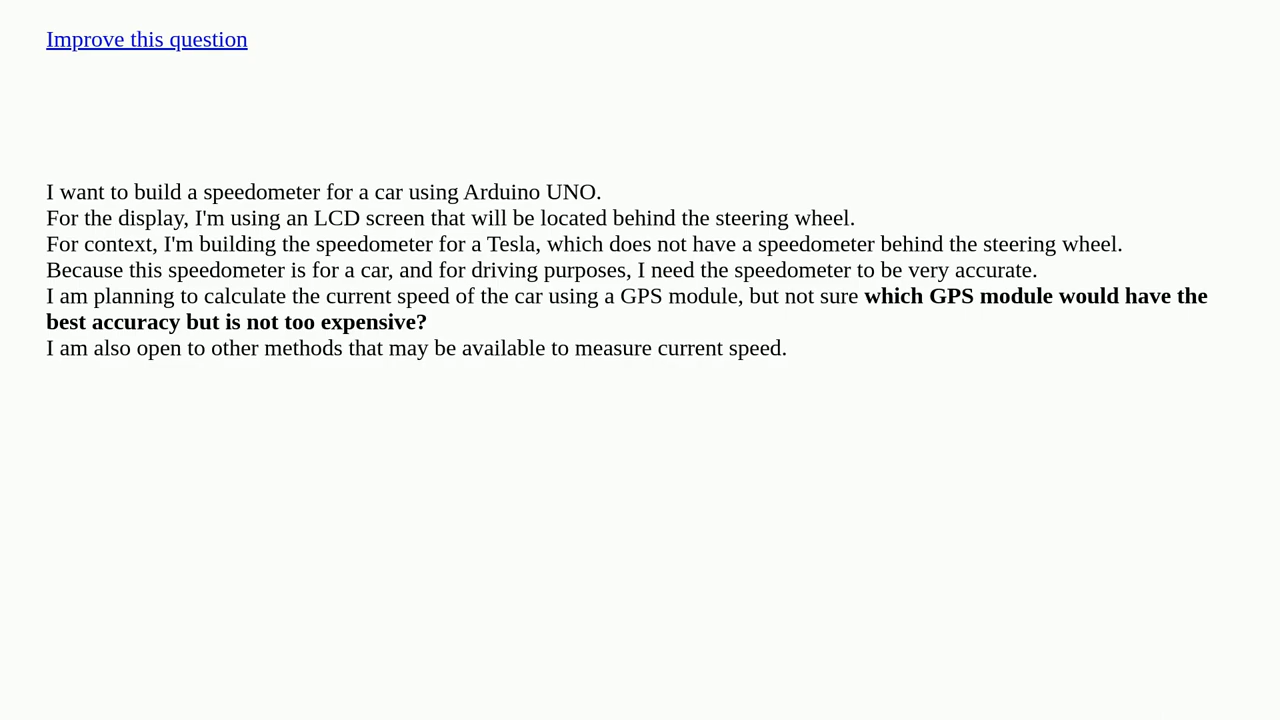 Improve this question
I want to build a speedometer for a car using Arduino UNO.
For the display, I'm using an LCD screen that will be located behind the steering wheel.
For context, I'm building the speedometer for a Tesla, which does not have a speedometer behind the steering wheel.
Because this speedometer is for a car, and for driving purposes, I need the speedometer to be very accurate.
I am planning to calculate the current speed of the car using a GPS module, but not sure which GPS module would have the
best accuracy but is not too expensive?
I am also open to other methods that may be available to measure current speed.